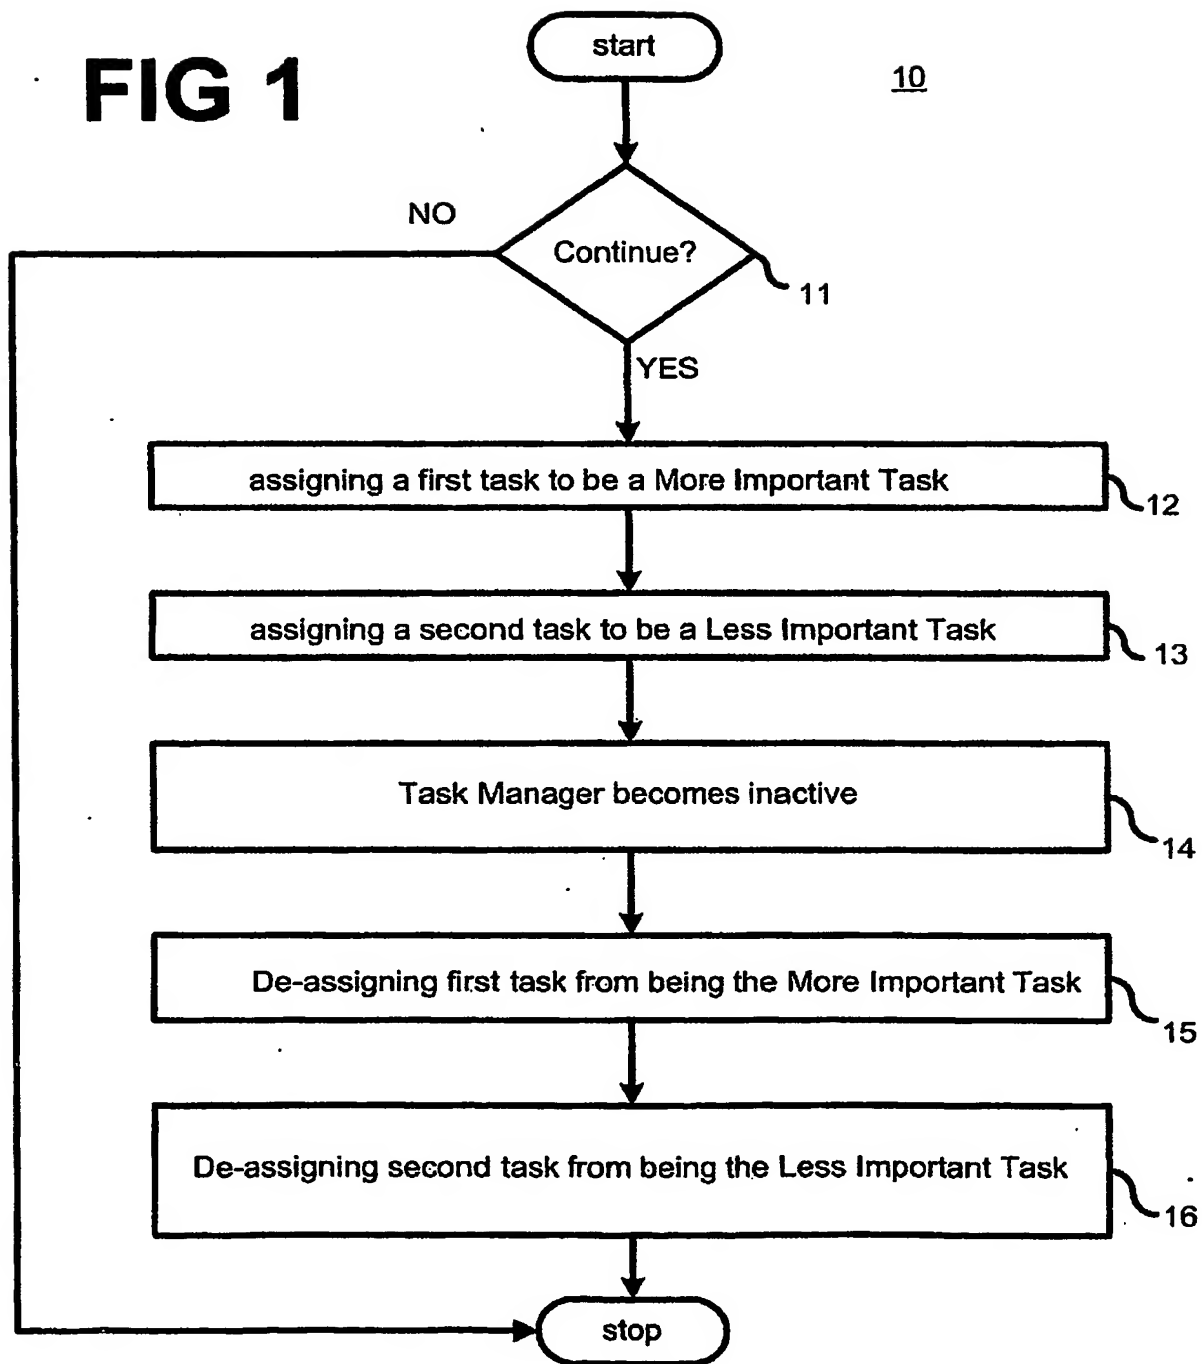 start
FIG 1
10
NO
Continue?
11
YES
assigning a first task to be a More Important Task
12
assigning a second task to be a Less Important Task
13
Task Manager becomes inactive
14
De-assigning first task from being the More Important Task
15
De-assigning second task from being the Less Important Task
16
stop